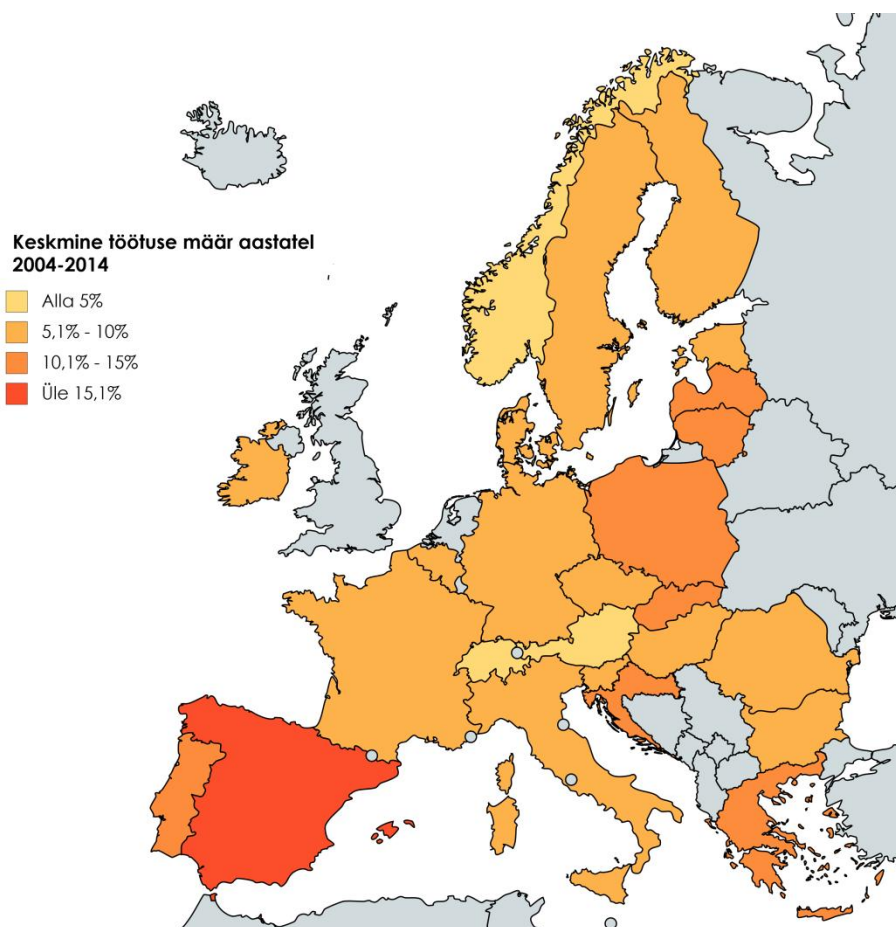 Keskmine töötuse määr aastatel
2004-2014
Alla 5%
5,1% - 10%
10,1% - 15%
Üle 15,1%